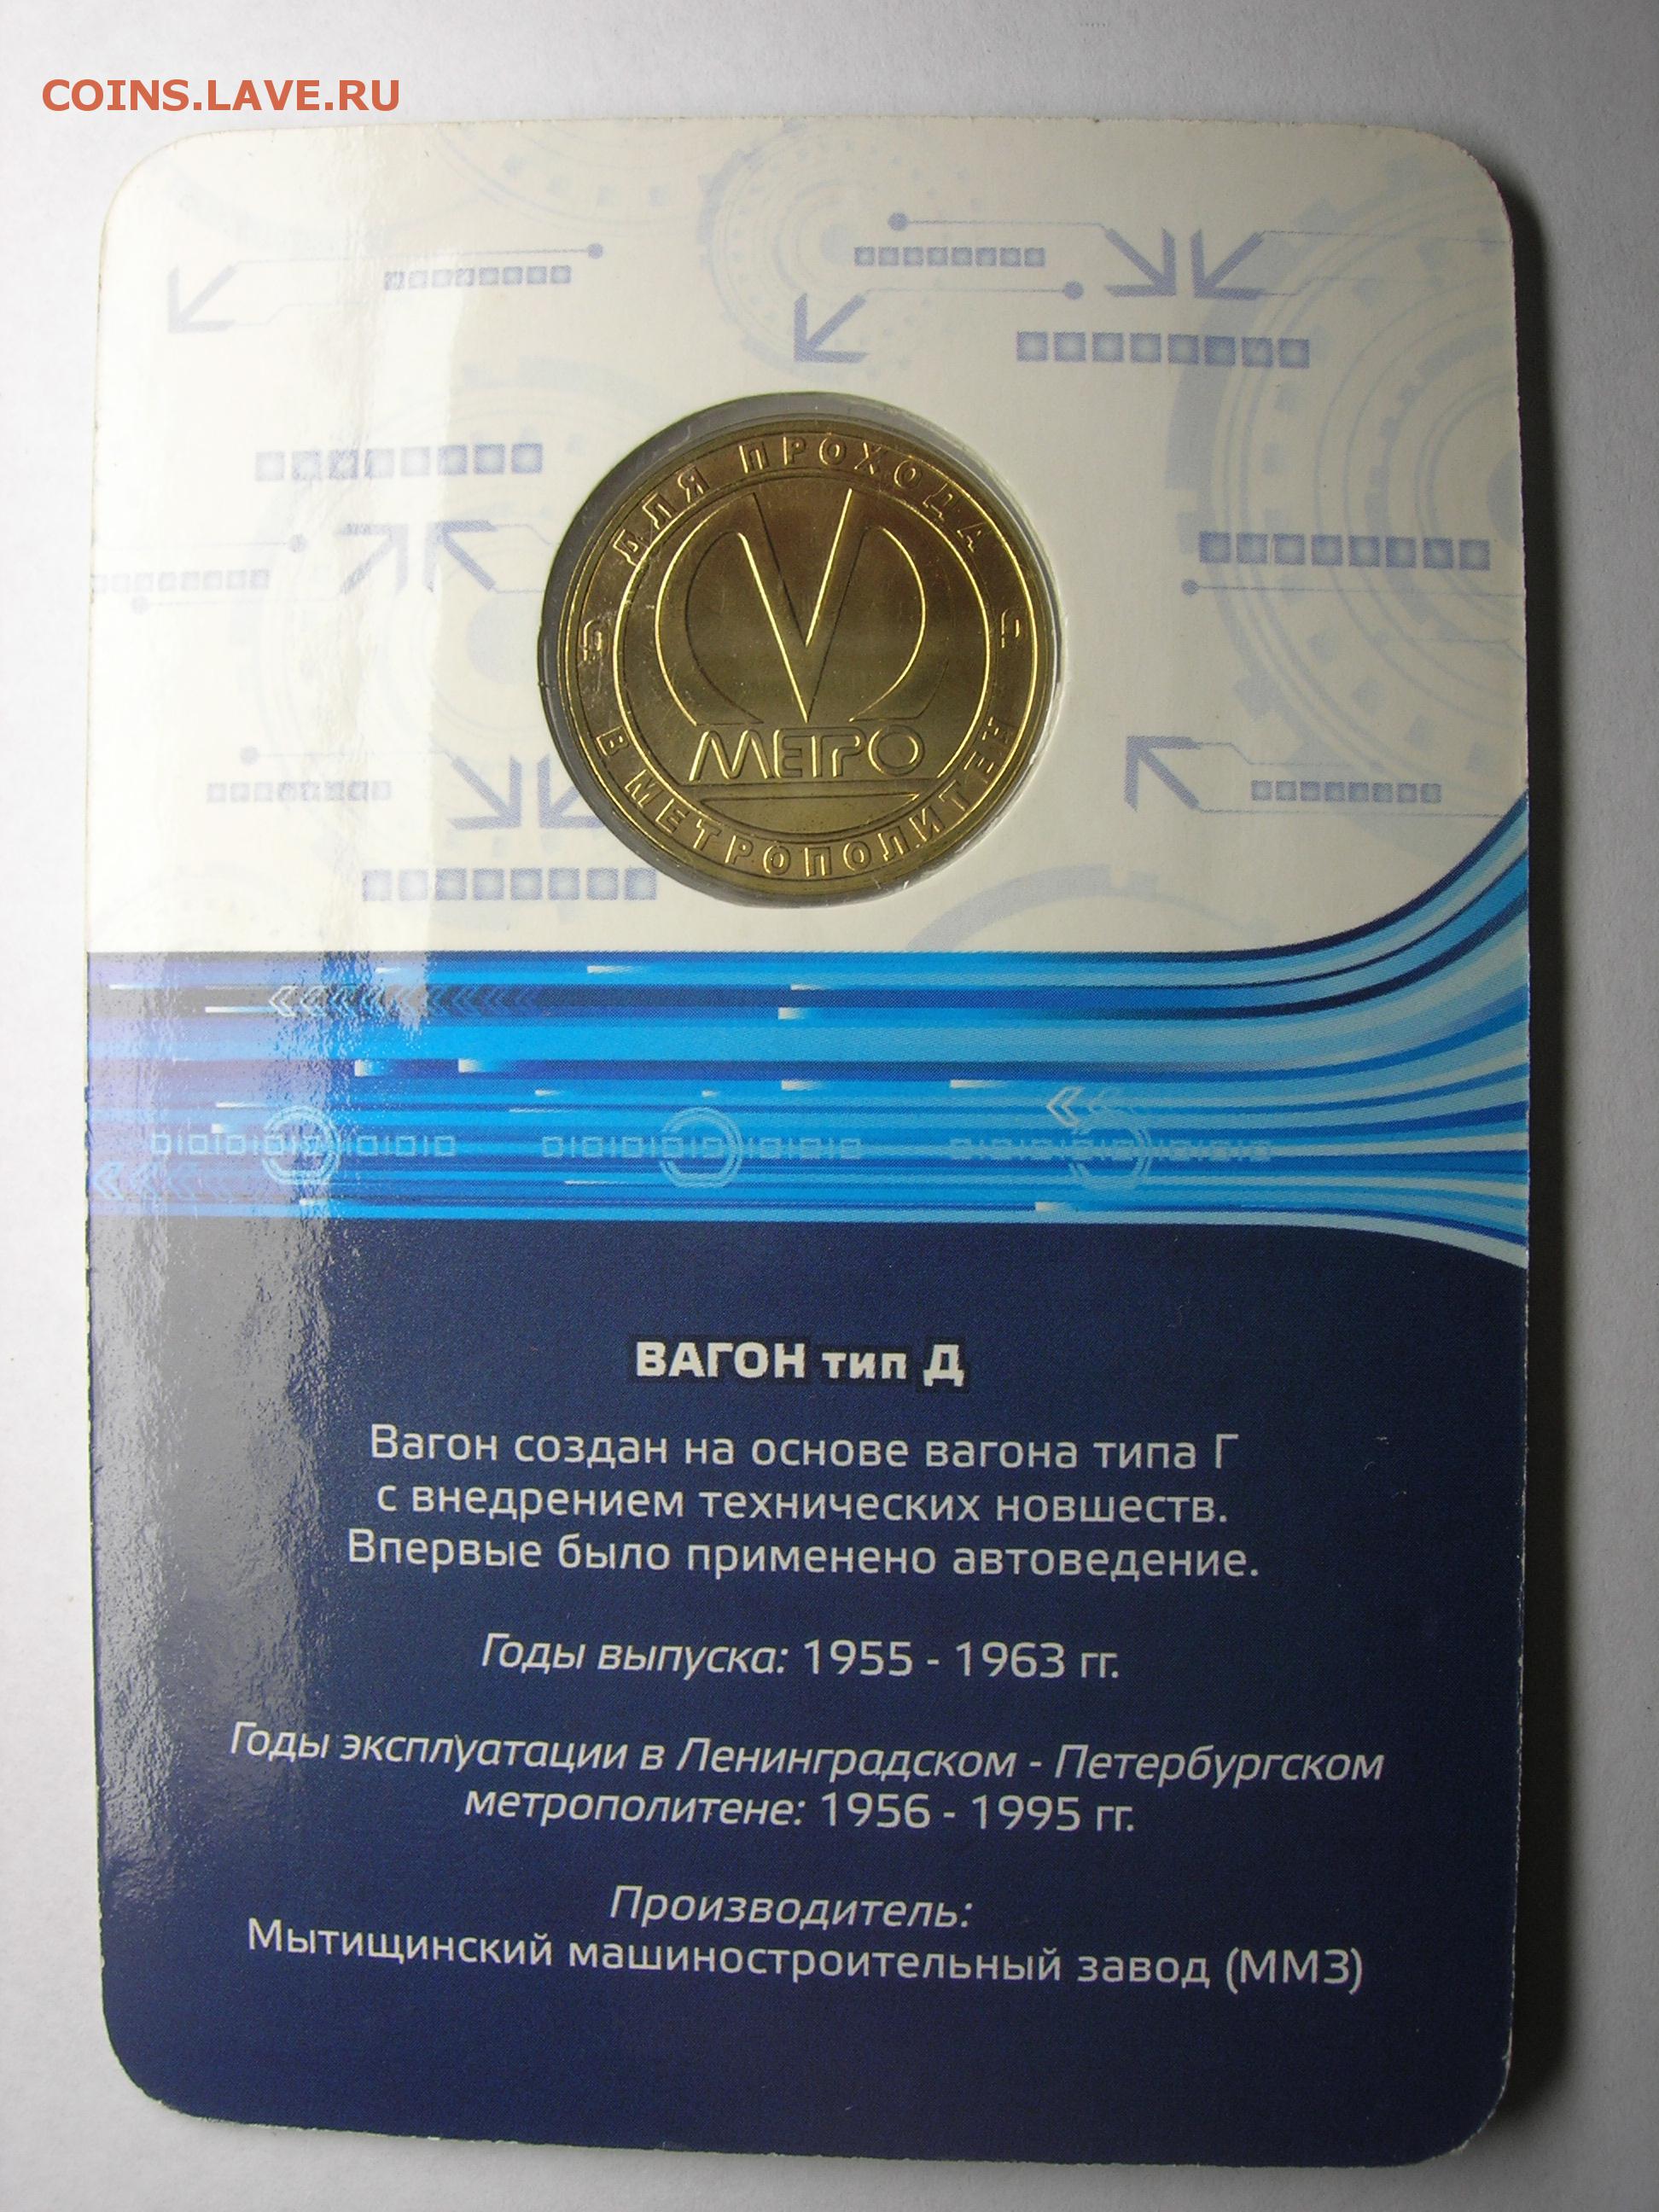 COINS.LAVE.RU
ДЛЯ ПРОХОДА
МЕТРО
В МЕТРОПОЛИТЕН
ВАГОН тип Д
Вагон создан на основе вагона типа Г
с внедрением технических новшеств.
Впервые было применено автоведение.
Годы выпуска: 1955 - 1963 гг.
Годы эксплуатации в Ленинградском - Петербургском
метрополитене: 1956 - 1995 гг.
Производитель:
Мытищинский машиностроительный завод (ММЗ)